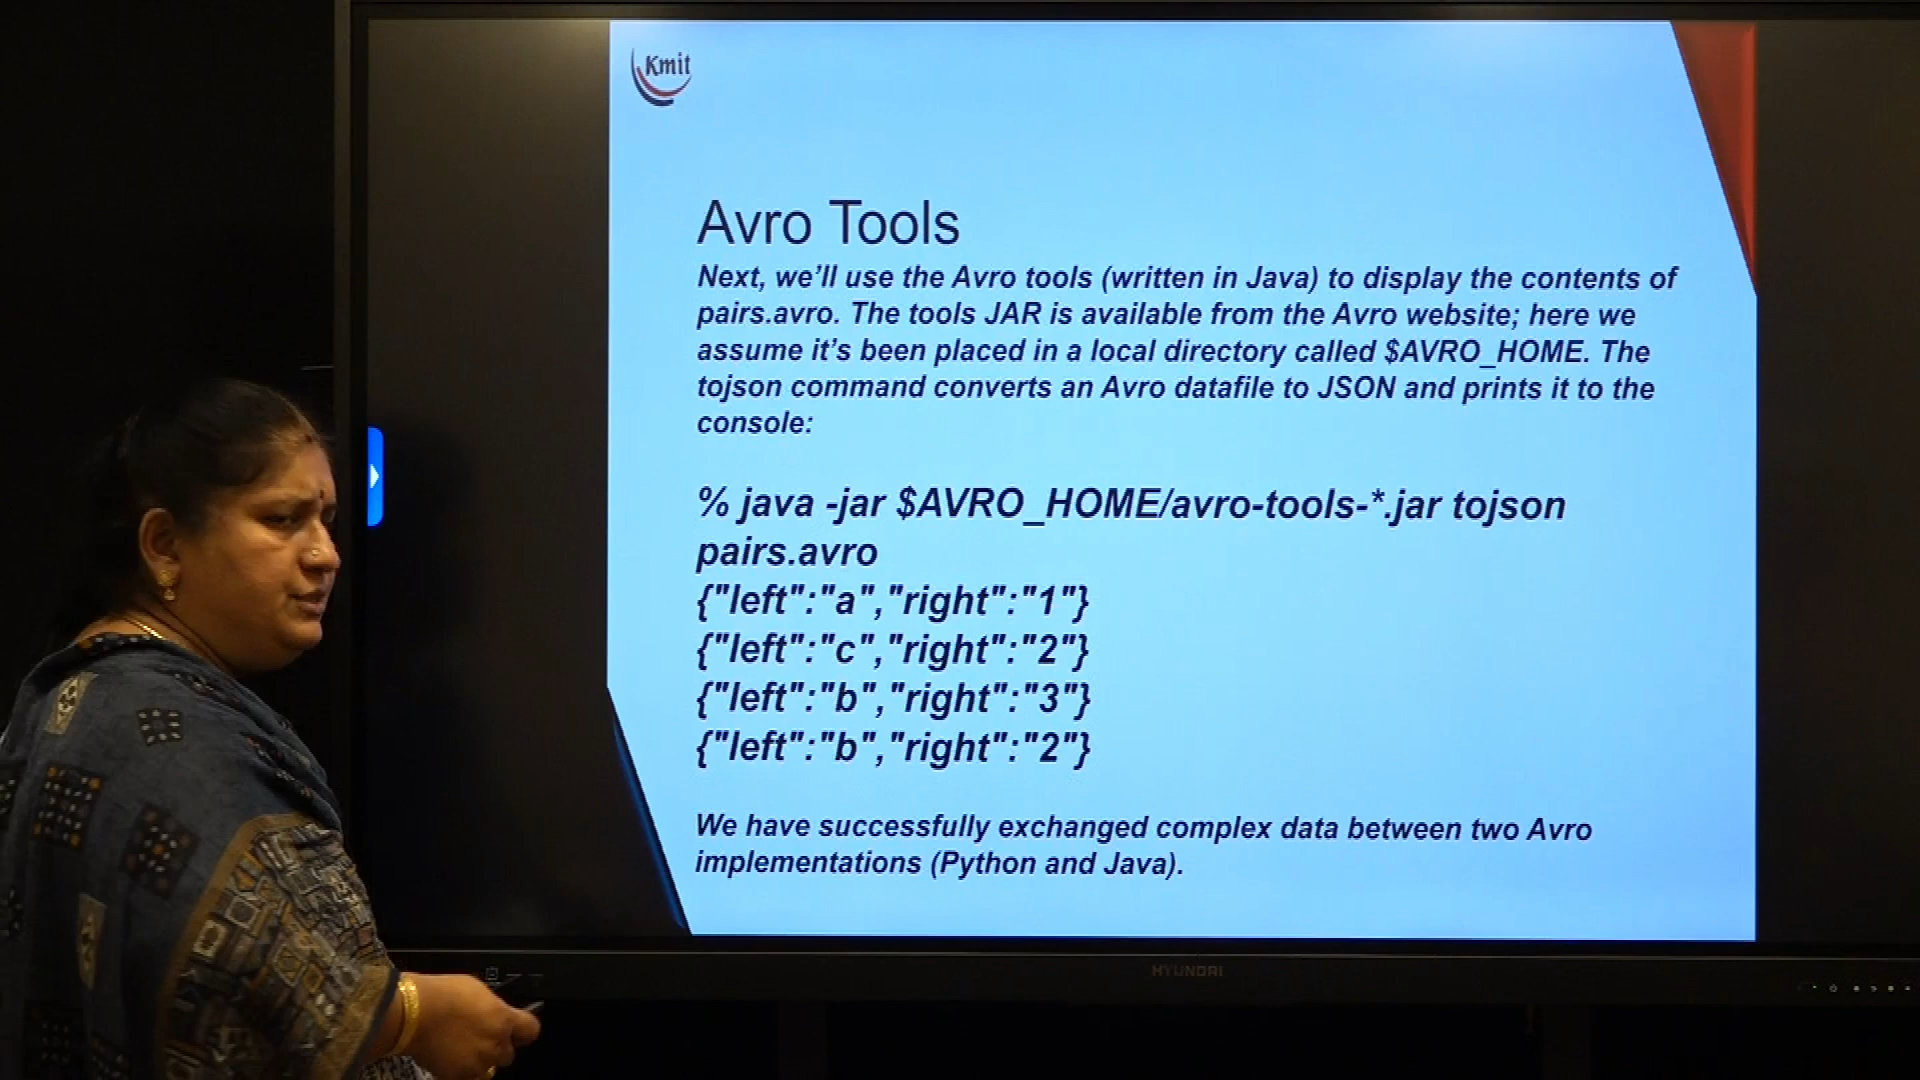 Kmit
Avro Tools
Next, we’ll use the Avro tools (written in Java) to display the contents of
pairs.avro. The tools JAR is available from the Avro website; here we
assume it’s been placed in a local directory called $AVRO_HOME. The
tojson command converts an Avro datafile to JSON and prints it to the
console:
% java -jar $AVRO_HOME/avro-tools-*.jar tojson
pairs.avro
{"left":"a","right":"1"}
{"left":"c","right":"2"}
{"left":"b","right":"3"}
{"left":"b","right":"2"}
We have successfully exchanged complex data between two Avro
implementations (Python and Java).
HYUNDAI